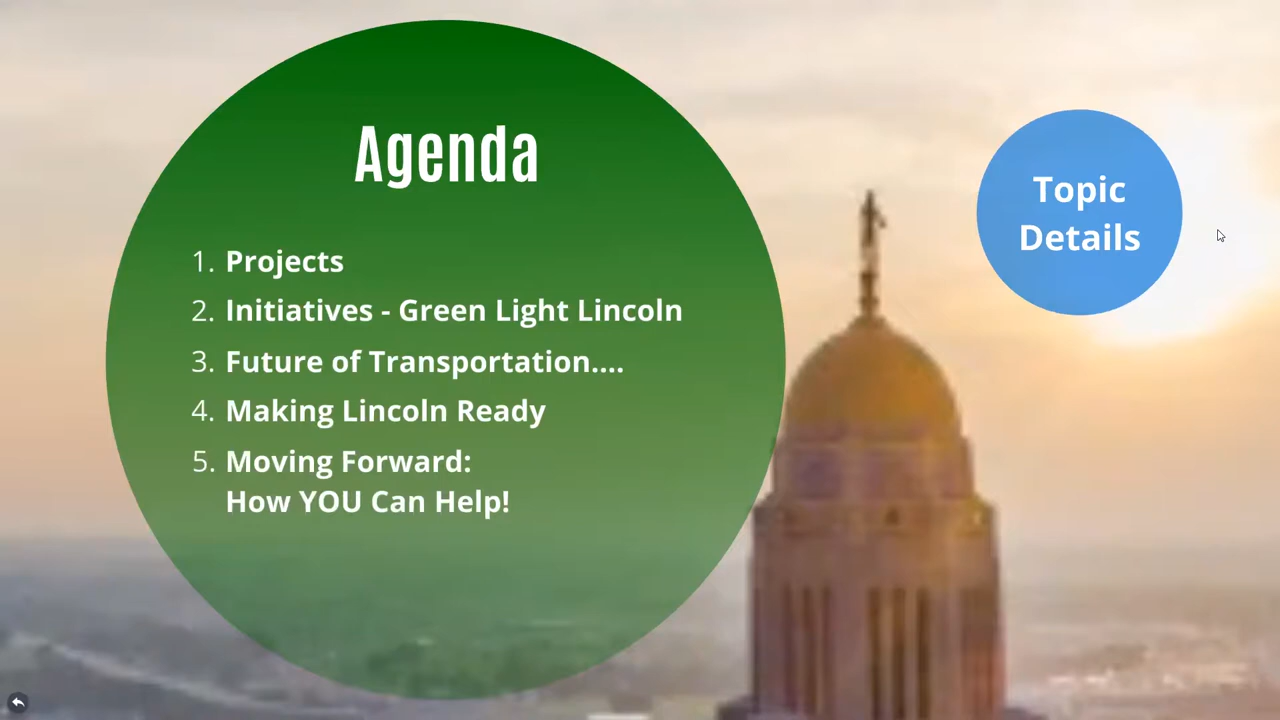 Agenda
1. Projects
2. Initiatives - Green Light Lincoln
3. Future of Transportation....
4. Making Lincoln Ready
5. Moving Forward:
How YOU Can Help!
Topic
Details